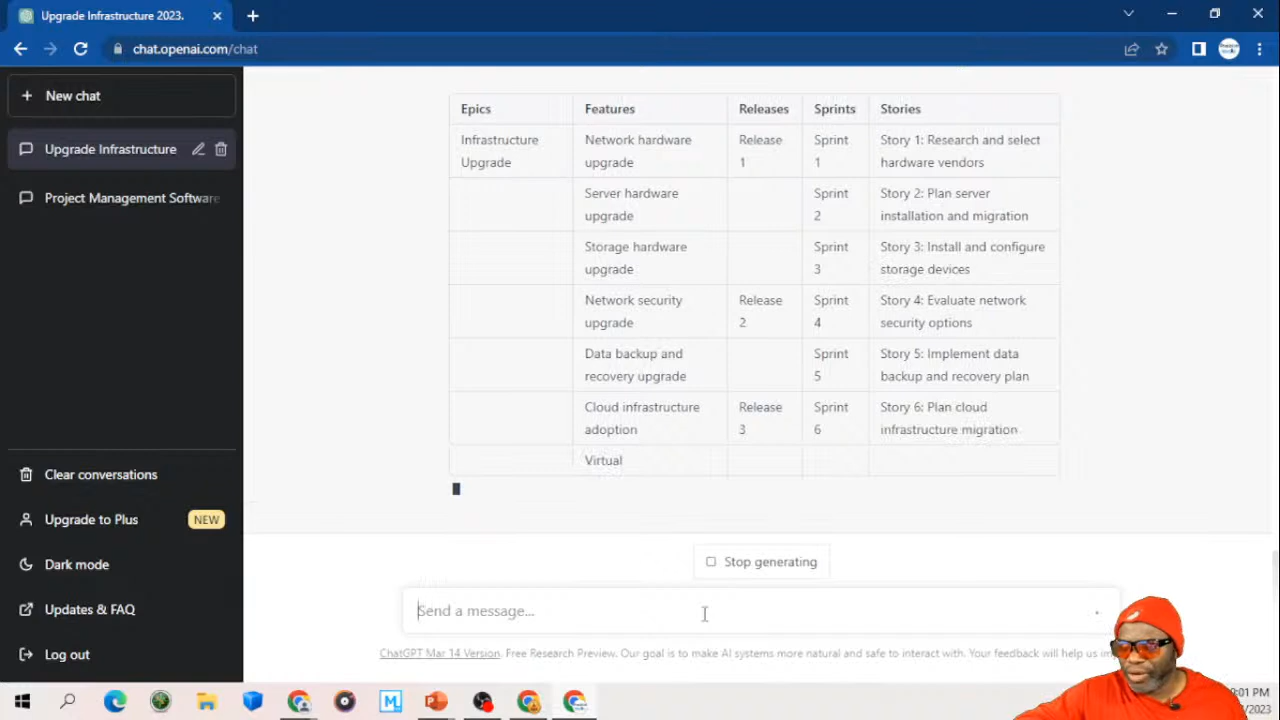 Upgrade Infrastructure 2023.
chat.openai.com/chat
New chat
Upgrade Infrastructure
Project Management Software
Clear conversations
Upgrade to Plus
NEW
Dark mode
Updates & FAQ
Log out
Epics Features Releases Sprints Stories
Infrastructure Network hardware Release Sprint Story 1: Research and select
Upgrade upgrade 1 1 hardware vendors
Server hardware Sprint Story 2: Plan server
upgrade 2 installation and migration
Storage hardware Sprint Story 3: Install and configure
upgrade 3 storage devices
Network security Release Sprint Story 4: Evaluate network
upgrade 2 4 security options
Data backup and Sprint Story 5: Implement data
recovery upgrade 5 backup and recovery plan
Cloud infrastructure Release Sprint Story 6: Plan cloud
adoption 3 6 infrastructure migration
Virtual
Stop generating
Send a message...
ChatGPT Mar 14 Version. Free Research Preview. Our goal is to make AI systems more natural and safe to interact with. Your feedback will help us
:01 PM
/2023